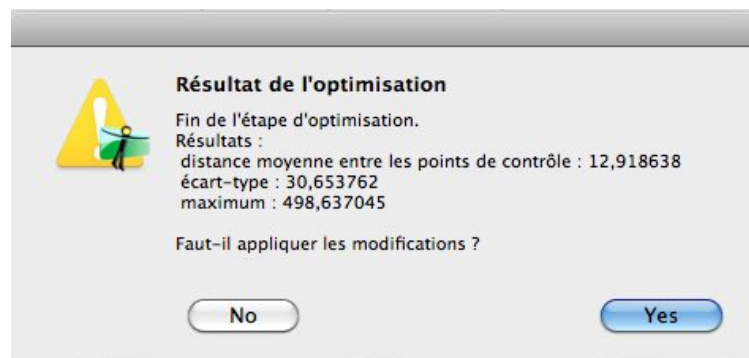 Résultat de l'optimisation
Fin de l'étape d'optimisation.
Résultats :
distance moyenne entre les points de contrôle : 12,918638
écart-type : 30,653762
maximum : 498,637045
Faut-il appliquer les modifications ?
No
Yes